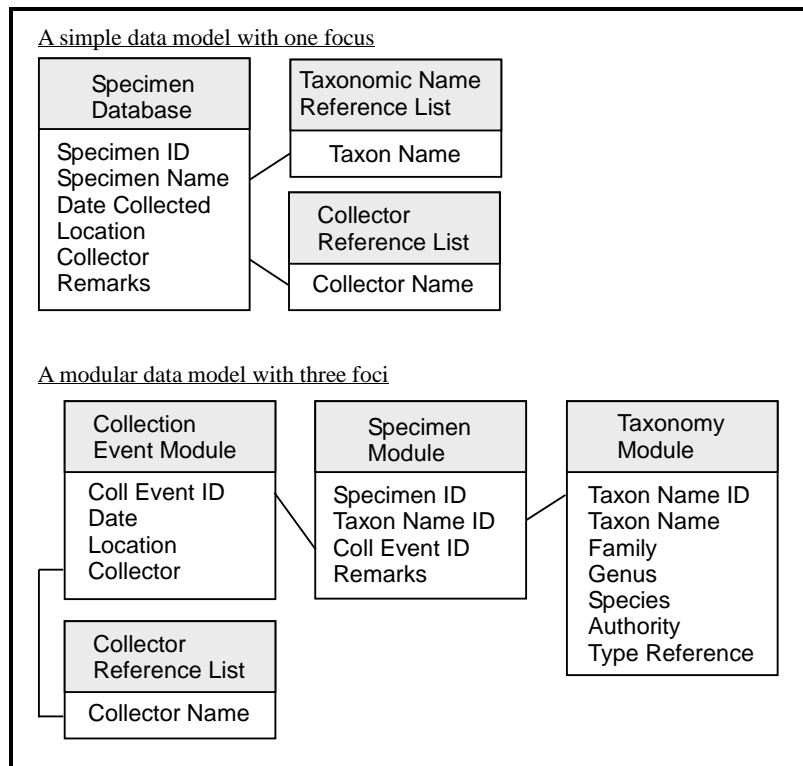 A simple data model with one focus
Specimen
Database
Specimen ID
Specimen Name
Date Collected
Location
Collector
Remarks
Taxonomic Name
Reference List
Taxon Name
Collector
Reference List
Collector Name
A modular data model with three foci
Collection
Event Module
Coll Event ID
Date
Location
Collector
Collector
Reference List
Collector Name
Specimen
Module
Specimen ID
Taxon Name ID
Coll Event ID
Remarks
Taxonomy
Module
Taxon Name ID
Taxon Name
Family
Genus
Species
Authority
Type Reference